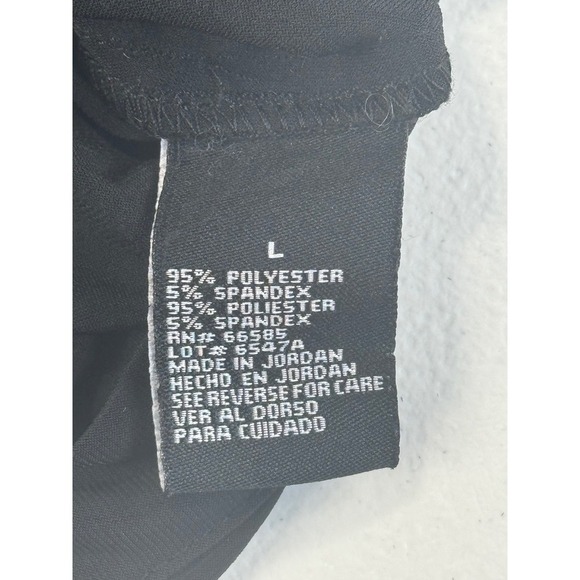 L
95% POLYESTER
5% SPANDEX
95% POLIESTER
5% SPANDEX
RN# 66585
LOT# 6547A
MADE IN JORDAN
HECHO EN JORDAN
SEE REVERSE FOR CARE
VER AL DORSO
PARA CUIDADO